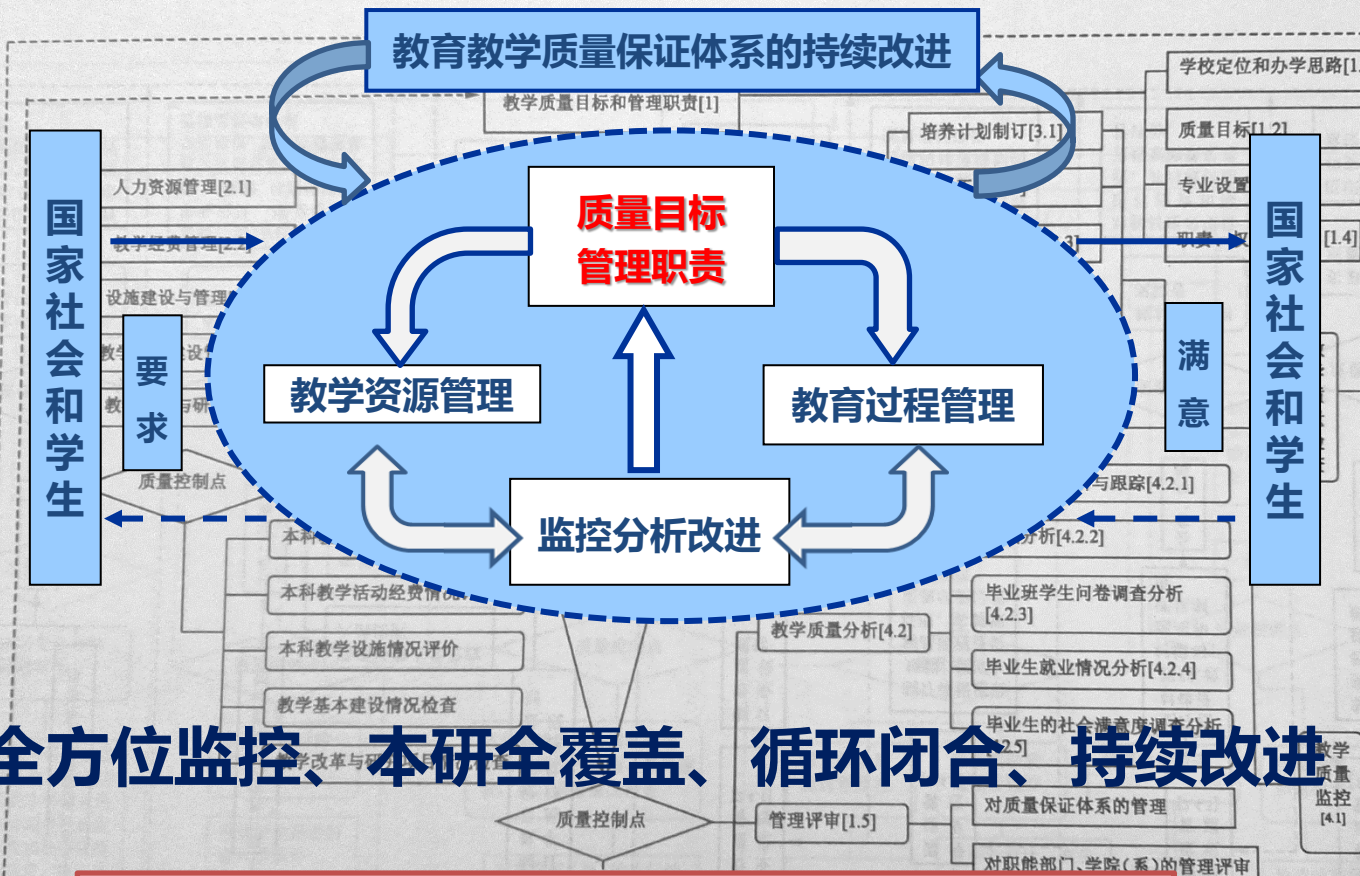 教育教学质量保证体系的持续改进
学校定位和办学思路[1.
教学质量目标和管理职责[1]
培养计划制订[3.1]
质量目标[1.2]
人力资源管理[2.1]
专业设置
教学经费管理[2.2]
3]
职责、权
[1.4]
设施建设与管理
国家社会和学生
要求
质量目标
管理职责
教学资源管理
教育过程管理
监控分析改进
满意
国家社会和学生
质量控制点
与跟踪[4.2.1]
分析[4.2.2]
本科教学活动经费情况
毕业班学生问卷调查分析
[4.2.3]
教学质量分析[4.2]
本科教学设施情况评价
毕业生就业情况分析[4.2.4]
教学基本建设情况检查
毕业生的社会满意度调查分析
全方位监控、本研全覆盖、循环闭合、持续改进
教学
质量
监控
[4.1]
质量控制点
管理评审[1.5]
对质量保证体系的管理
对职能部门、学院(系)的管理评审